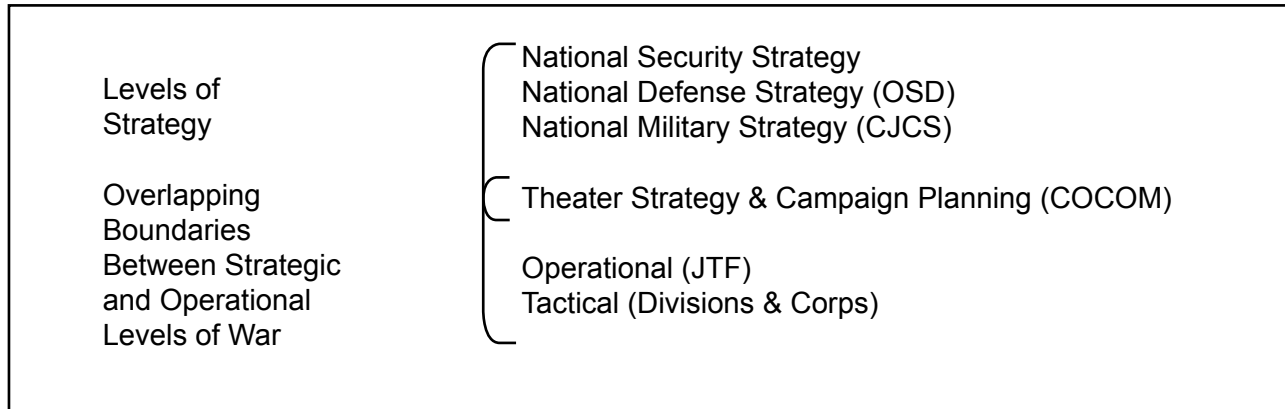 Levels of
Strategy
Overlapping
Boundaries
Between Strategic
and Operational
Levels of War
National Security Strategy
National Defense Strategy (OSD)
National Military Strategy (CJCS)
Theater Strategy & Campaign Planning (COCOM)
Operational (JTF)
Tactical (Divisions & Corps)